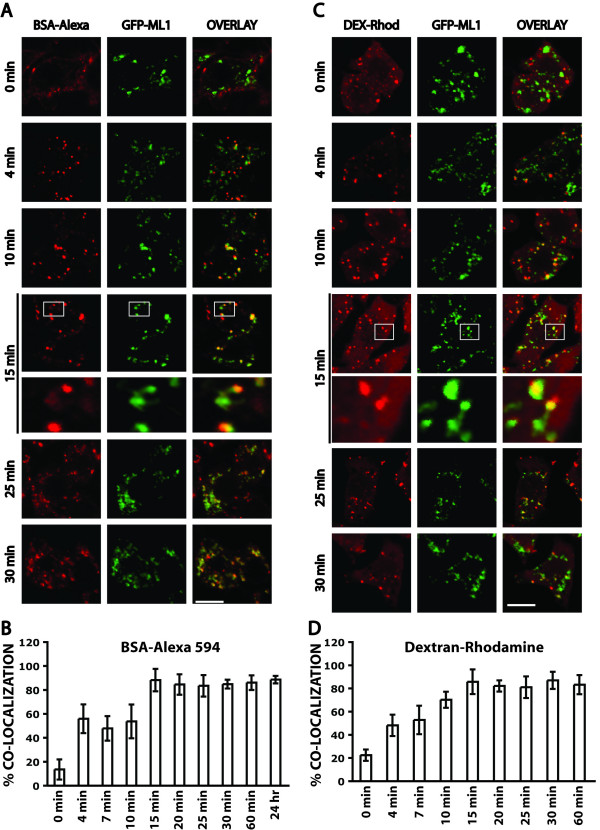 A
BSA-Alexa GFP-ML1 OVERLAY
0 min
4 min
10 min
15 min
25 min
30 min
B
BSA-Alexa 594
% CO-LOCALIZATION
120
100
80
60
40
20
0
0 min 4 min 7 min 10 min 15 min 20 min 25 min 30 min 60 min 24 hr
C
DEX-Rhod GFP-ML1 OVERLAY
0 min
4 min
10 min
15 min
25 min
30 min
D
Dextran-Rhodamine
% CO-LOCALIZATION
120
100
80
60
40
20
0
0 min 4 min 7 min 10 min 15 min 20 min 25 min 30 min 60 min